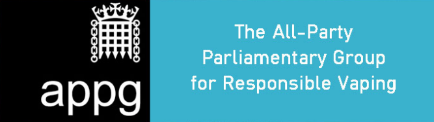 appg
The All-Party
Parliamentary Group
for Responsible Vaping